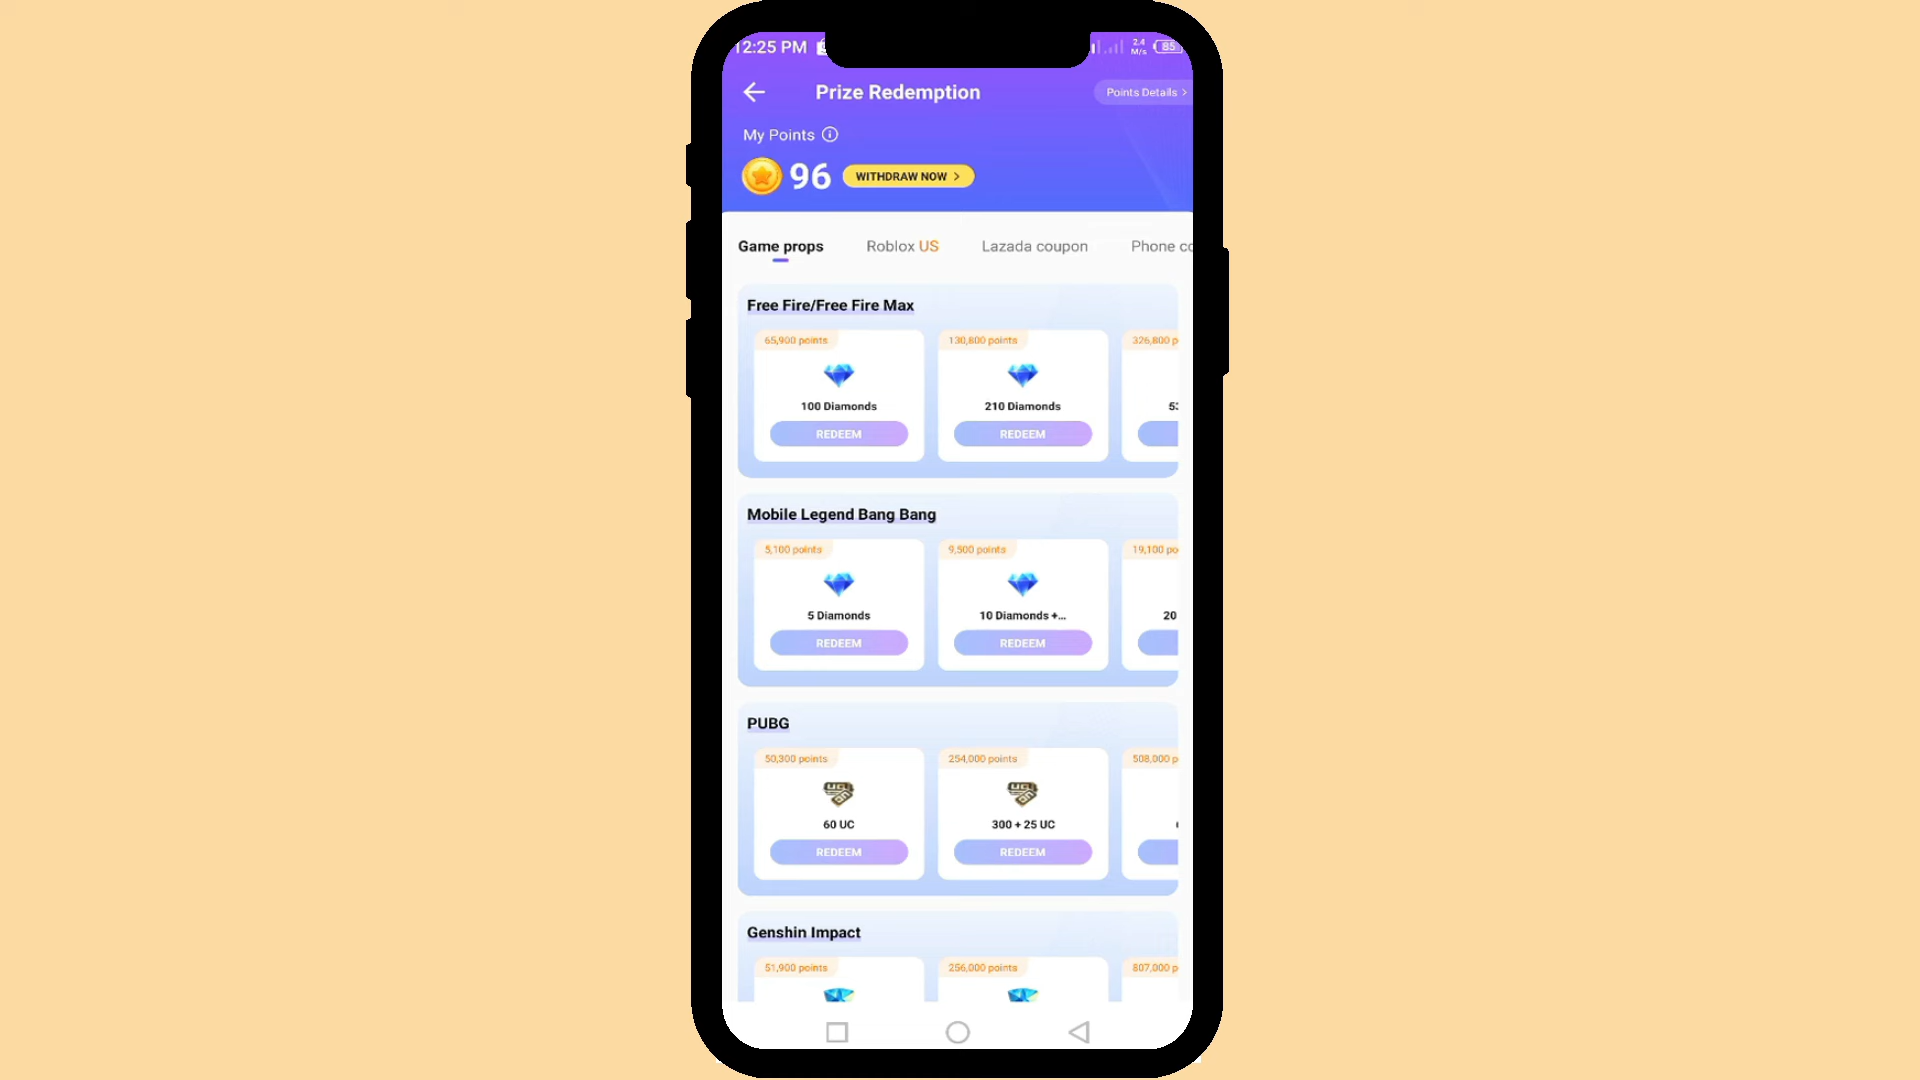 12:25 PM
2.4
M/s
85
Prize Redemption
Points Details >
My Points
96
WITHDRAW NOW >
Game props
Roblox US
Lazada coupon
Phone co
Free Fire/Free Fire Max
65,900 points
130,800 points
326,800 p
100 Diamonds
210 Diamonds
REDEEM
REDEEM
Mobile Legend Bang Bang
5,100 points
9,500 points
19,100 po
5 Diamonds
10 Diamonds +...
20
REDEEM
REDEEM
PUBG
50,300 points
254,000 points
508,000 p
60 UC
300 + 25 UC
REDEEM
REDEEM
Genshin Impact
51,900 points
256,000 points
807,000 p